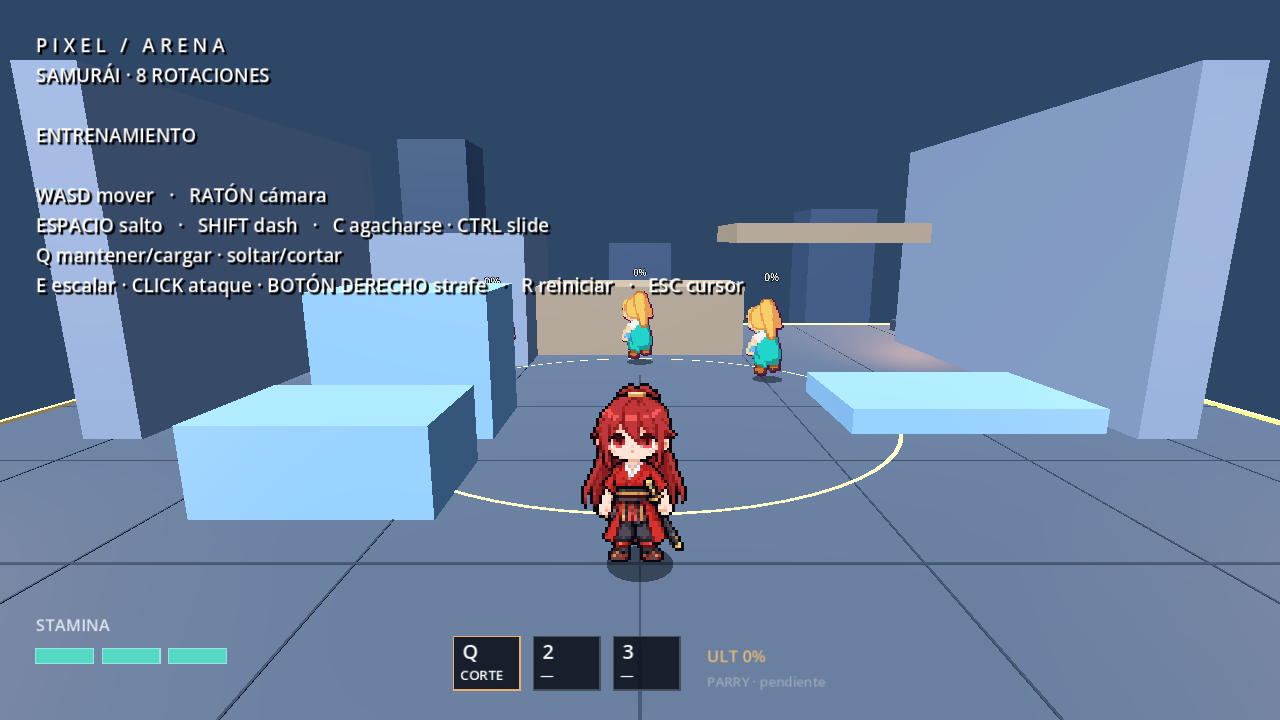 PIXEL / ARENA
SAMURÁI · 8 ROTACIONES
ENTRENAMIENTO
WASD mover · RATÓN cámara
ESPACIO salto · SHIFT dash · C agacharse · CTRL slide
Q mantener/cargar · soltar/cortar
E escalar · CLICK ataque · BOTÓN DERECHO strafe · R reiniciar · ESC cursor
0%
0%
0%
STAMINA
Q
CORTE
2
—
3
—
ULT 0%
PARRY · pendiente